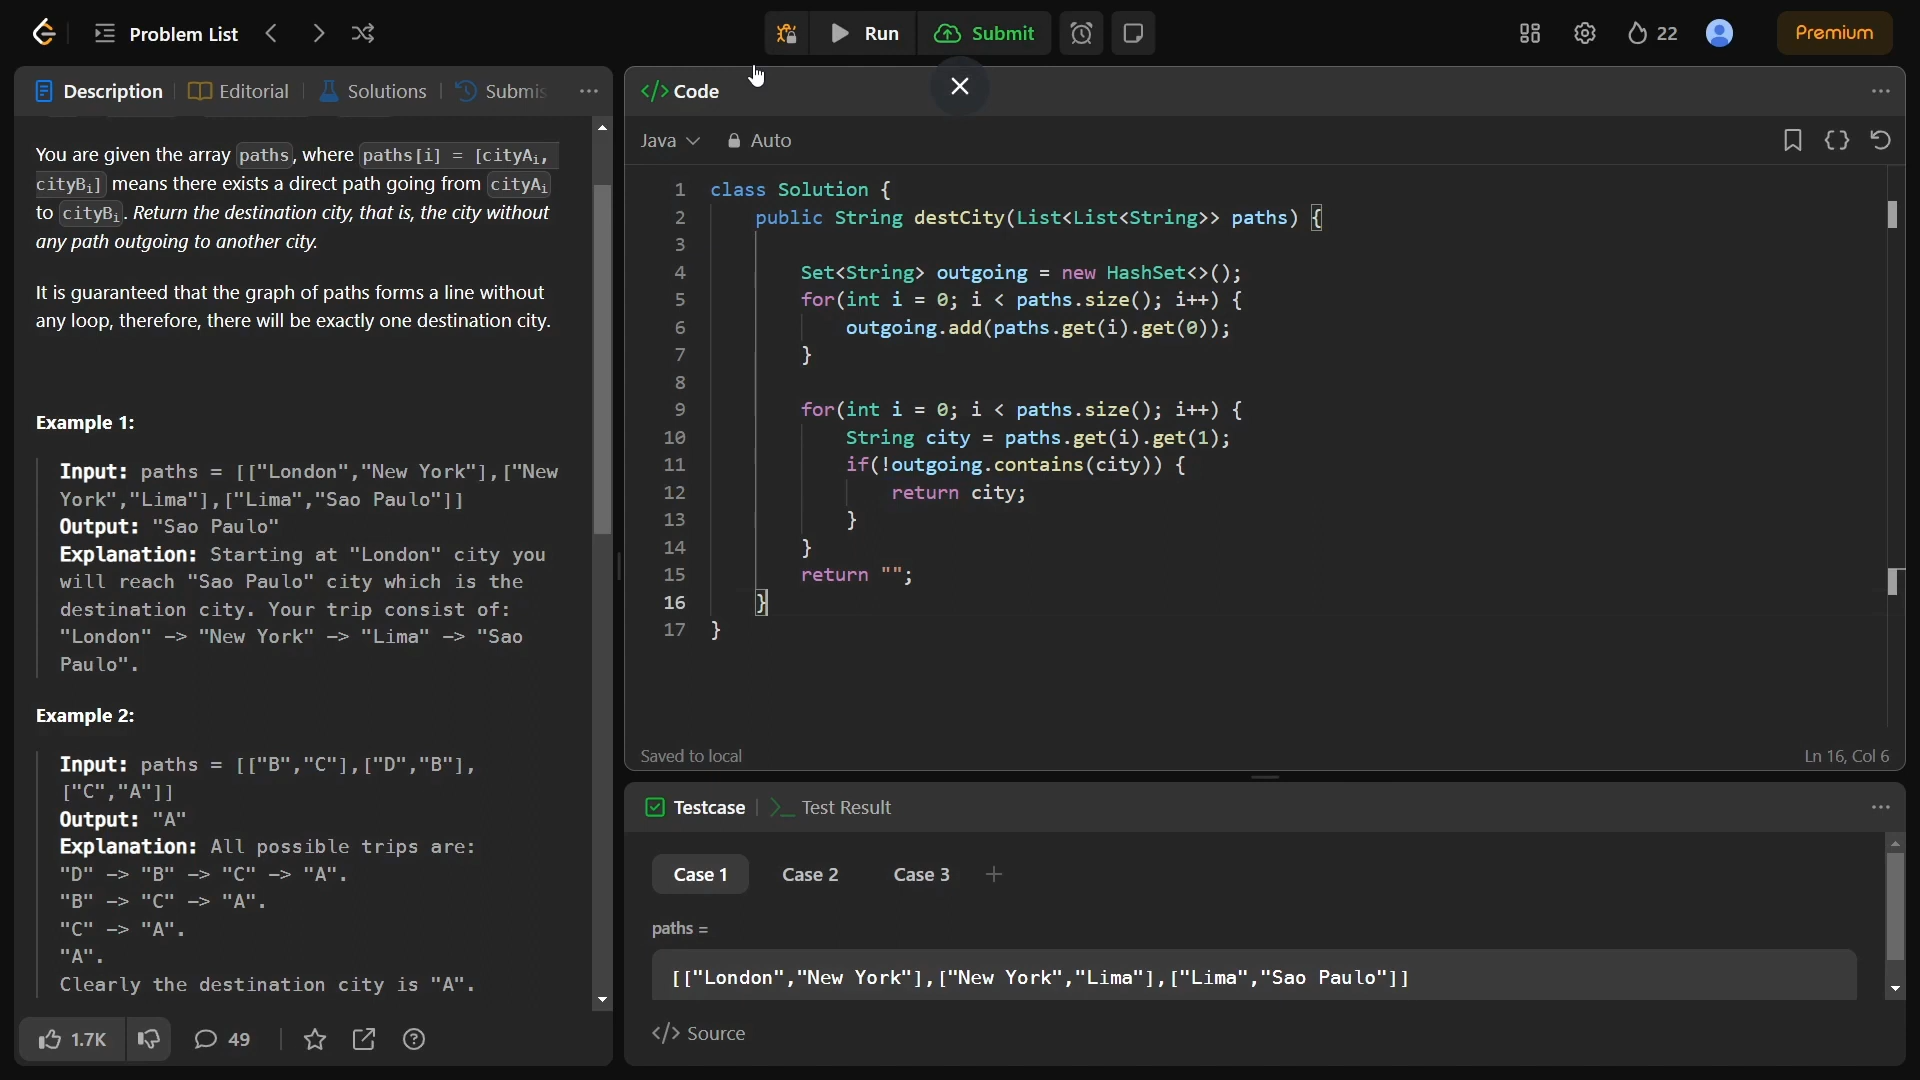 Problem List
Run
Submit
22
Premium
Description
Editorial
Solutions
Submis
You are given the array paths, where paths[i] = [cityAi,
cityBi] means there exists a direct path going from cityAi
to cityBi. Return the destination city, that is, the city without
any path outgoing to another city.
It is guaranteed that the graph of paths forms a line without
any loop, therefore, there will be exactly one destination city.
Example 1:
Input: paths = [["London","New York"],["New
York","Lima"],["Lima","Sao Paulo"]]
Output: "Sao Paulo"
Explanation: Starting at "London" city you
will reach "Sao Paulo" city which is the
destination city. Your trip consist of:
"London" -> "New York" -> "Lima" -> "Sao
Paulo".
Example 2:
Input: paths = [["B","C"],["D","B"],
["C","A"]]
Output: "A"
Explanation: All possible trips are:
"D" -> "B" -> "C" -> "A".
"B" -> "C" -> "A".
"C" -> "A".
"A".
Clearly the destination city is "A".
1.7K
49
</> Code
Java
Auto
1 class Solution {
2 public String destCity(List<List<String>> paths) {
3
4 Set<String> outgoing = new HashSet<>();
5 for(int i = 0; i < paths.size(); i++) {
6 outgoing.add(paths.get(i).get(0));
7 }
8
9 for(int i = 0; i < paths.size(); i++) {
10 String city = paths.get(i).get(1);
11 if(!outgoing.contains(city)) {
12 return city;
13 }
14 }
15 return "";
16 }
17 }
Saved to local
Ln 16, Col 6
Testcase
>_ Test Result
Case 1
Case 2
Case 3
+
paths =
[["London","New York"],["New York","Lima"],["Lima","Sao Paulo"]]
</> Source